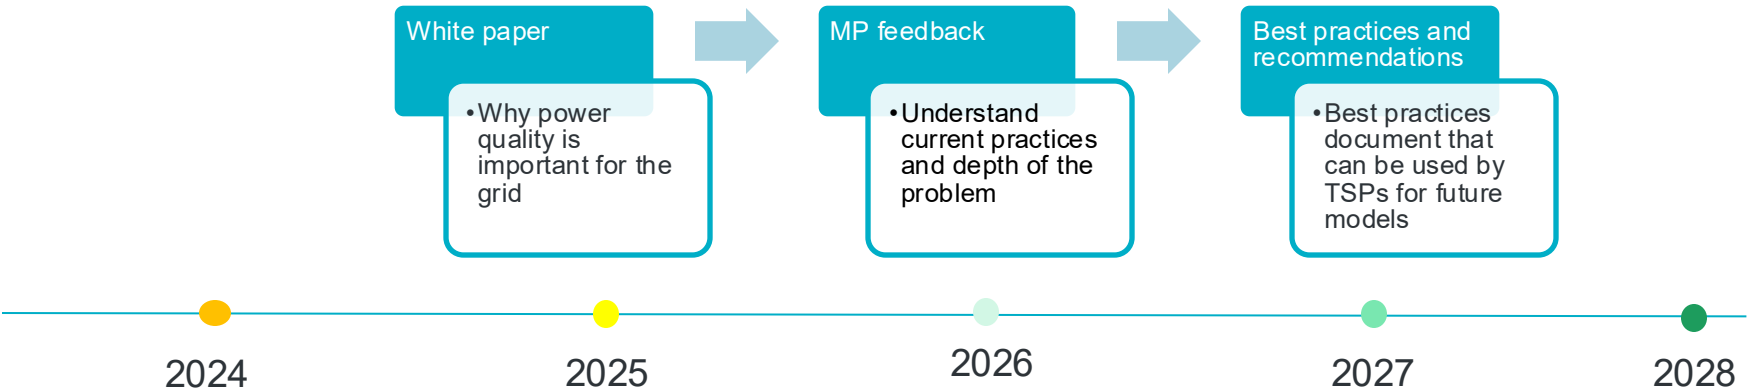 White paper
•Why power
quality is
important for the
grid
MP feedback
•Understand
current practices
and depth of the
problem
Best practices and
recommendations
•Best practices
document that
can be used by
TSPs for future
models
2024
2025
2026
2027
2028